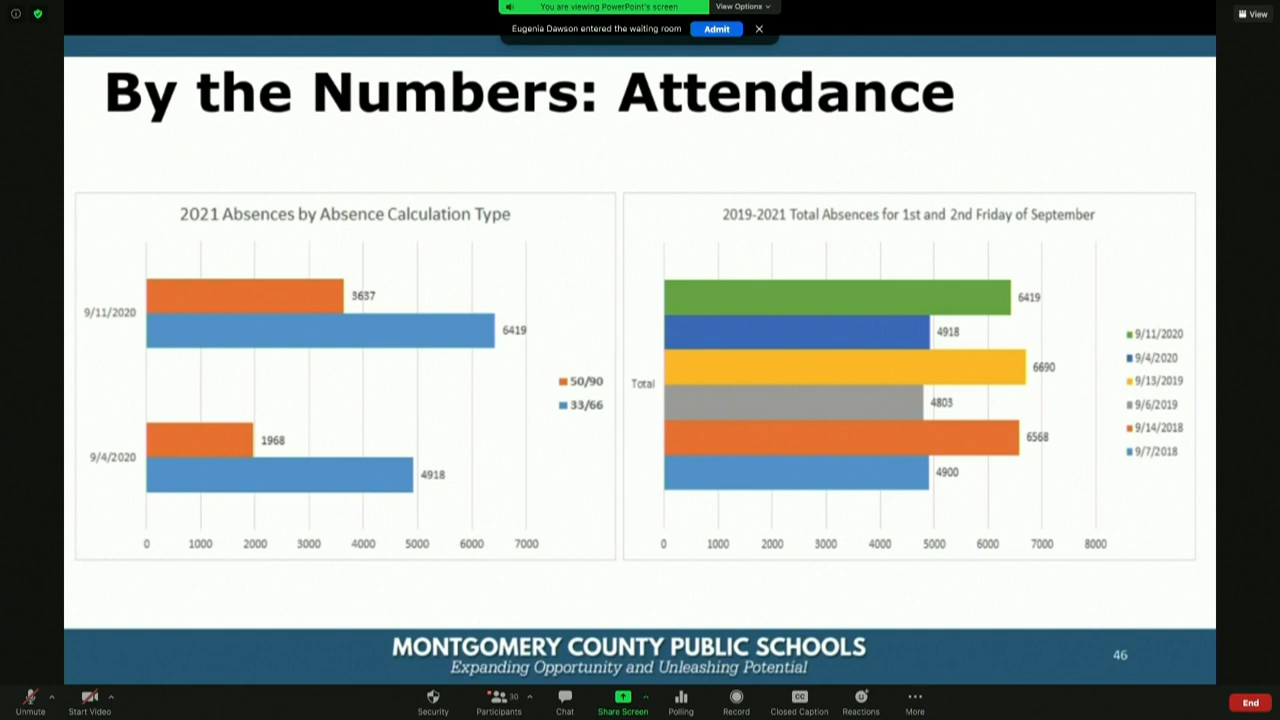 You are viewing PowerPoint's screen
View Options
View
Eugenia Dawson entered the waiting room
Admit
By the Numbers: Attendance
2021 Absences by Absence Calculation Type
9/11/2020
3637
6419
50/90
33/66
9/4/2020
1968
4918
0 1000 2000 3000 4000 5000 6000 7000
2019-2021 Total Absences for 1st and 2nd Friday of September
6419
4918
6690
Total
4803
6568
4900
9/11/2020
9/4/2020
9/13/2019
9/6/2019
9/14/2018
9/7/2018
0 1000 2000 3000 4000 5000 6000 7000 8000
MONTGOMERY COUNTY PUBLIC SCHOOLS
Expanding Opportunity and Unleashing Potential
46
Unmute
Start Video
Security
30
Participants
Chat
Share Screen
Polling
Record
CC
Closed Caption
Reactions
More
End